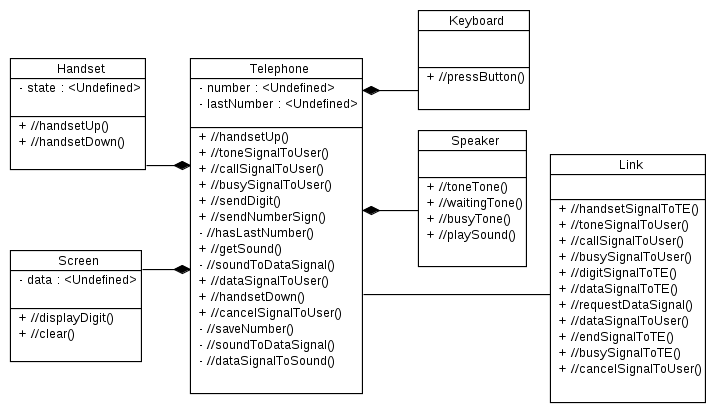 Keyboard
+ //pressButton()
Handset
- state : <Undefined>
+ //handsetUp()
+ //handsetDown()
Telephone
- number : <Undefined>
- lastNumber : <Undefined>
+ //handsetUp()
+ //toneSignalToUser()
+ //callSignalToUser()
+ //busySignalToUser()
+ //sendDigit()
+ //sendNumberSign()
- //hasLastNumber()
+ //getSound()
- //soundToDataSignal()
+ //dataSignalToUser()
+ //handsetDown()
+ //cancelSignalToUser()
- //saveNumber()
- //soundToDataSignal()
- //dataSignalToSound()
Speaker
+ //toneTone()
+ //waitingTone()
+ //busyTone()
+ //playSound()
Link
+ //handsetSignalToTE()
+ //toneSignalToUser()
+ //callSignalToUser()
+ //busySignalToUser()
+ //digitSignalToTE()
+ //dataSignalToTE()
+ //requestDataSignal()
+ //dataSignalToUser()
+ //endSignalToTE()
+ //busySignalToTE()
+ //cancelSignalToUser()
Screen
- data : <Undefined>
+ //displayDigit()
+ //clear()